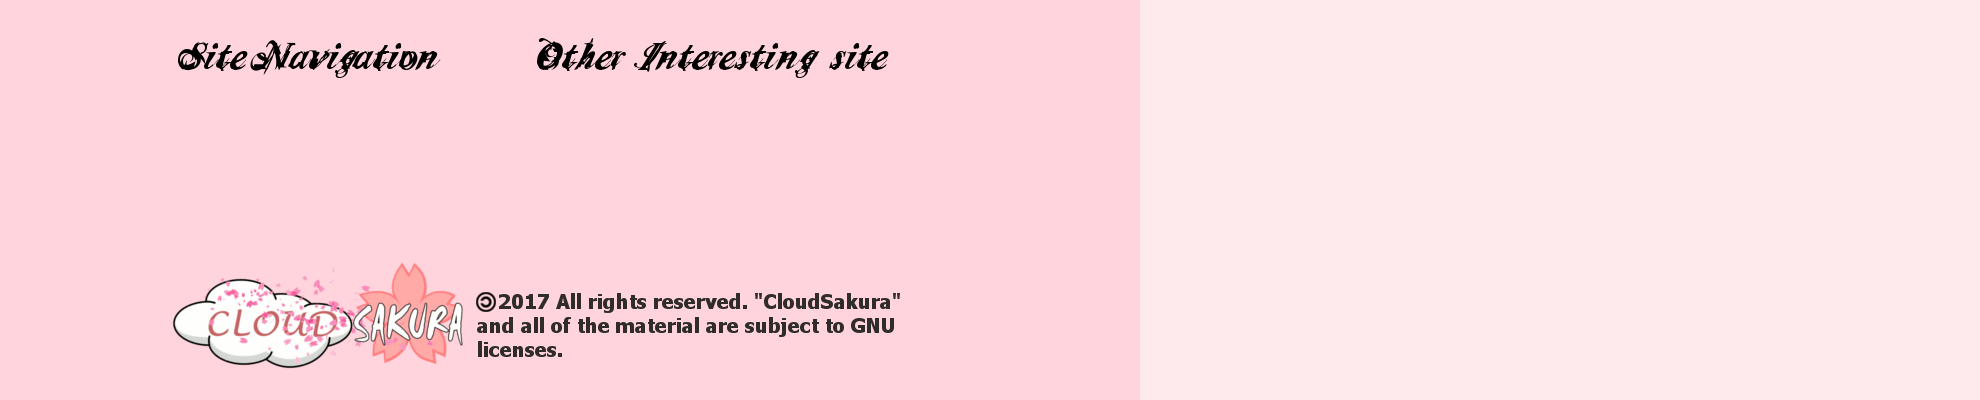 Site Navigation
Other Interesting site
CLOUD SAKURA
🄯2017 All rights reserved. "CloudSakura"
and all of the material are subject to GNU
licenses.